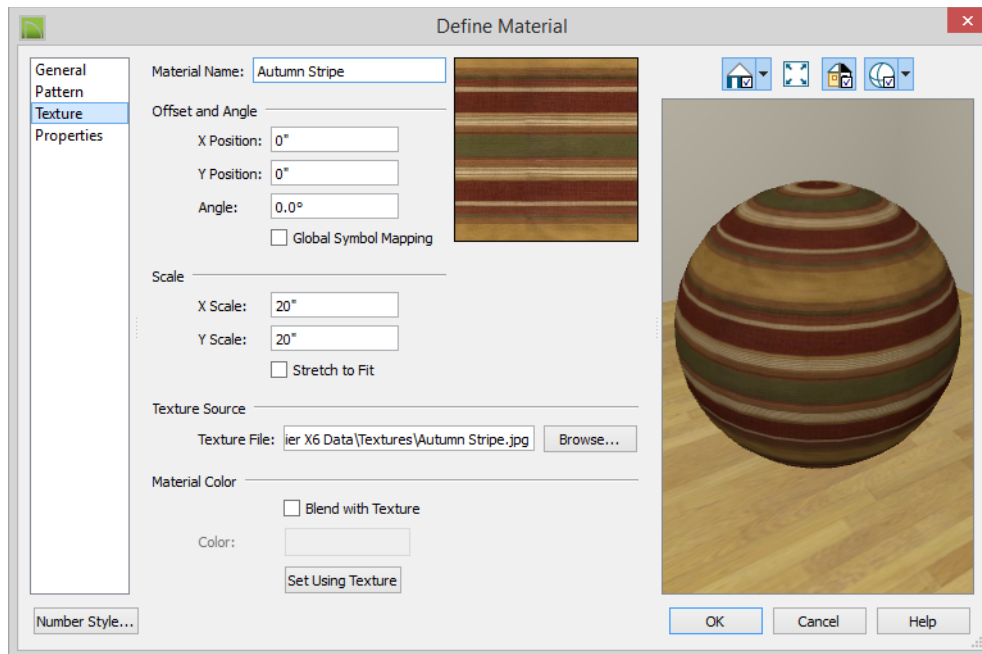 Define Material
General
Pattern
Texture
Properties
Material Name: Autumn Stripe
Offset and Angle
X Position: 0"
Y Position: 0"
Angle: 0.0°
Global Symbol Mapping
Scale
X Scale: 20"
Y Scale: 20"
Stretch to Fit
Texture Source
Texture File: ier X6 Data\Textures\Autumn Stripe.jpg Browse...
Material Color
Blend with Texture
Color:
Set Using Texture
Number Style... OK Cancel Help